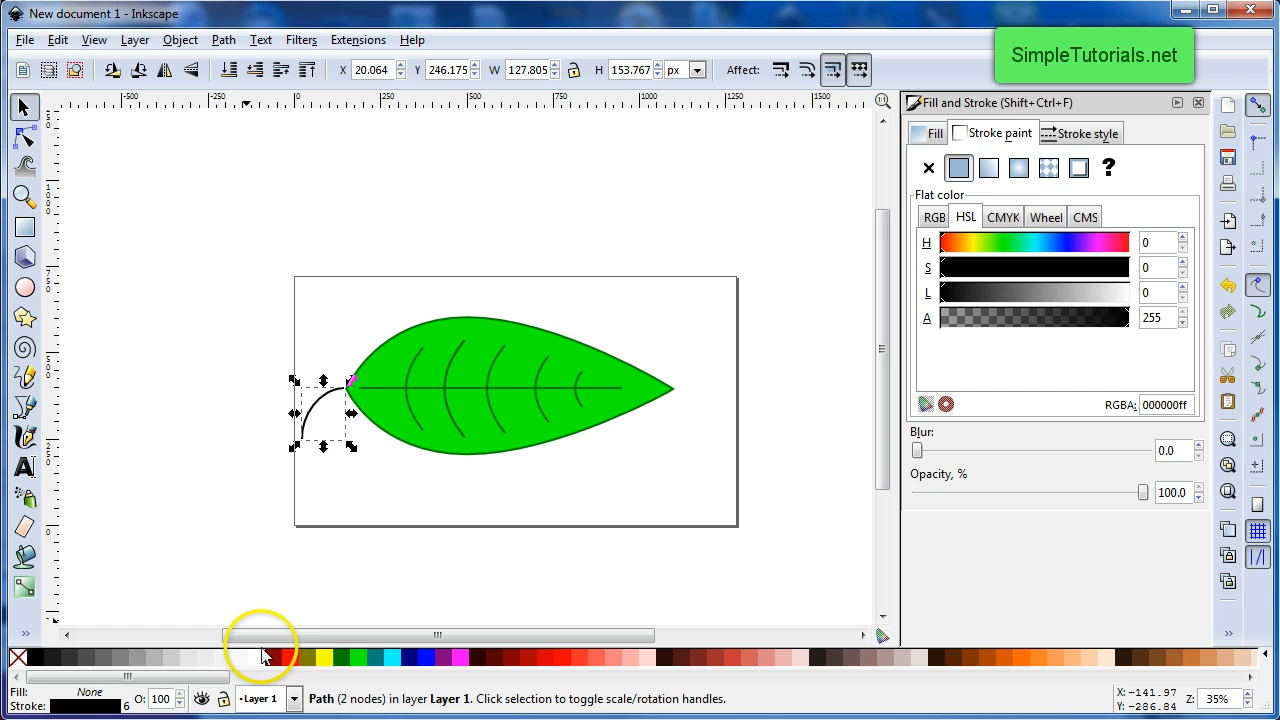 New document 1 - Inkscape
File Edit View Layer Object Path Text Filters Extensions Help
SimpleTutorials.net
X 20.064 Y 246.175 W 127.805 H 153.767 px Affect:
-500 -250 0 250 500 750 1000 1250 1500
Fill and Stroke (Shift+Ctrl+F)
Fill Stroke paint Stroke style
?
Flat color
RGB HSL CMYK Wheel CMS
H 0
S 0
L 0
A 255
RGBA: 000000ff
Blur:
0.0
Opacity, %
100.0
A
Fill: None
Stroke: 6
O: 100
•Layer 1
Path (2 nodes) in layer Layer 1. Click selection to toggle scale/rotation handles.
X: -141.97
Y: -286.84
Z: 35%